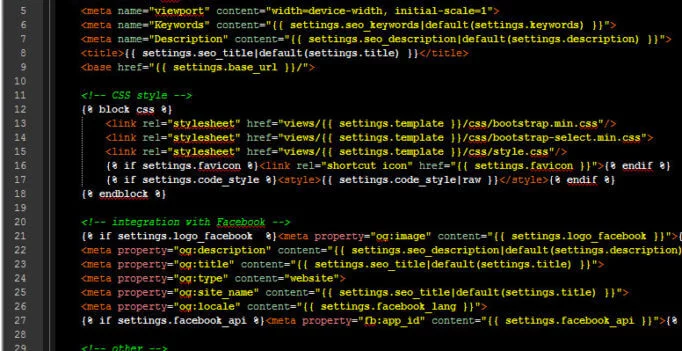 5 <meta name="viewport" content="width=device-width, initial-scale=1">
6 <meta name="Keywords" content="{{ settings.seo_keywords|default(settings.keywords) }}">
7 <meta name="Description" content="{{ settings.seo_description|default(settings.description) }}">
8 <title>{{ settings.seo_title|default(settings.title) }}</title>
9 <base href="{{ settings.base_url }}/">
10
11 <!-- CSS style -->
12 {% block css %}
13 <link rel="stylesheet" href="views/{{ settings.template }}/css/bootstrap.min.css"/>
14 <link rel="stylesheet" href="views/{{ settings.template }}/css/bootstrap-select.min.css">
15 <link rel="stylesheet" href="views/{{ settings.template }}/css/style.css"/>
16 {% if settings.favicon %}<link rel="shortcut icon" href="{{ settings.favicon }}">{% endif %}
17 {% if settings.code_style %}<style>{{ settings.code_style|raw }}</style>{% endif %}
18 {% endblock %}
19
20 <!-- integration with Facebook -->
21 {% if settings.logo_facebook %}<meta property="og:image" content="{{ settings.logo_facebook }}">{
22 <meta property="og:description" content="{{ settings.seo_description|default(settings.description)
23 <meta property="og:title" content="{{ settings.seo_title|default(settings.title) }}">
24 <meta property="og:type" content="website">
25 <meta property="og:site_name" content="{{ settings.seo_title|default(settings.title) }}">
26 <meta property="og:locale" content="{{ settings.facebook_lang }}">
27 {% if settings.facebook_api %}<meta property="fb:app_id" content="{{ settings.facebook_api }}">{%
28
29 <!-- other -->